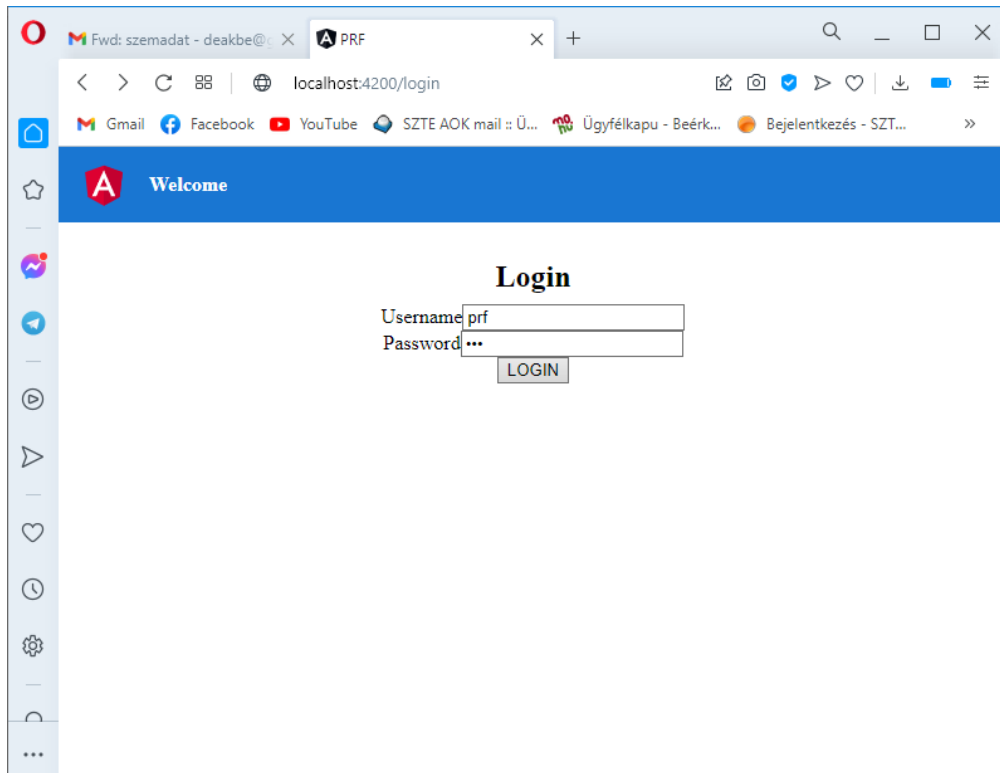 Fwd: szemadat - deakbe@g
PRF
localhost:4200/login
Gmail Facebook YouTube SZTE AOK mail :: Ü... Ügyfélkapu - Beérk... Bejelentkezés - SZT...
Welcome
Login
Username prf
Password •••
LOGIN